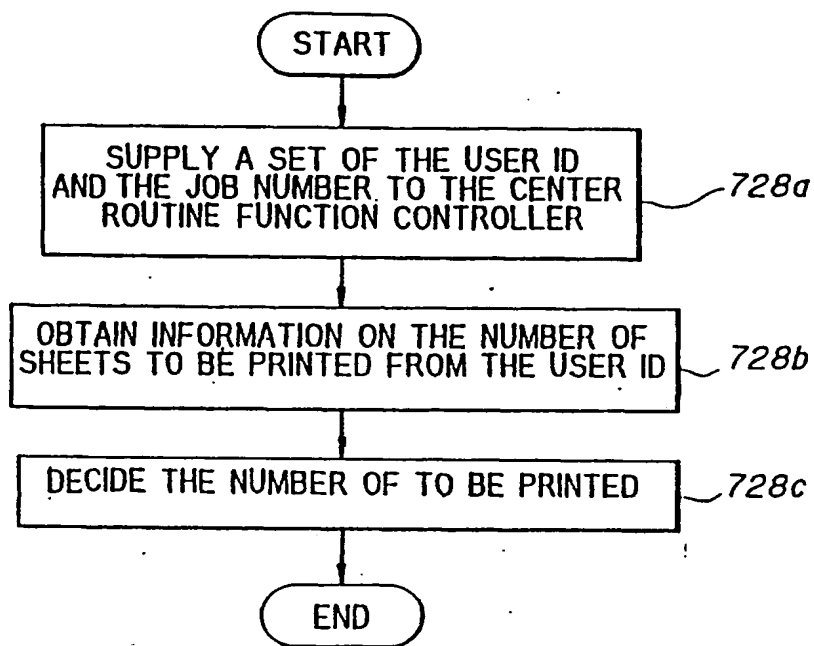 START
SUPPLY A SET OF THE USER ID
AND THE JOB NUMBER TO THE CENTER
ROUTINE FUNCTION CONTROLLER
728a
OBTAIN INFORMATION ON THE NUMBER OF
SHEETS TO BE PRINTED FROM THE USER ID
728b
DECIDE THE NUMBER OF TO BE PRINTED
728c
END